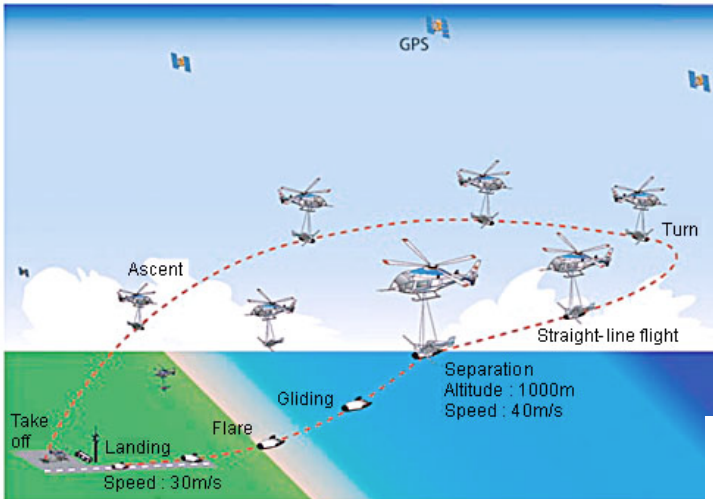 GPS
Turn
Ascent
Straight-line flight
Separation
Altitude : 1000m
Speed : 40m/s
Gliding
Flare
Take
off
Landing
Speed : 30m/s